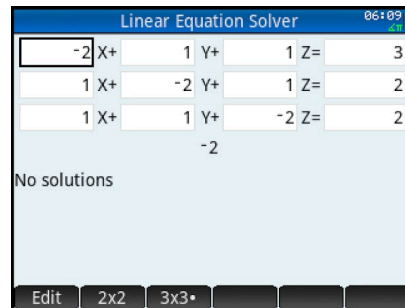 Linear Equation Solver 06:09
∡π
-2 X+ 1 Y+ 1 Z= 3
1 X+ -2 Y+ 1 Z= 2
1 X+ 1 Y+ -2 Z= 2
-2
No solutions
Edit 2x2 3x3•